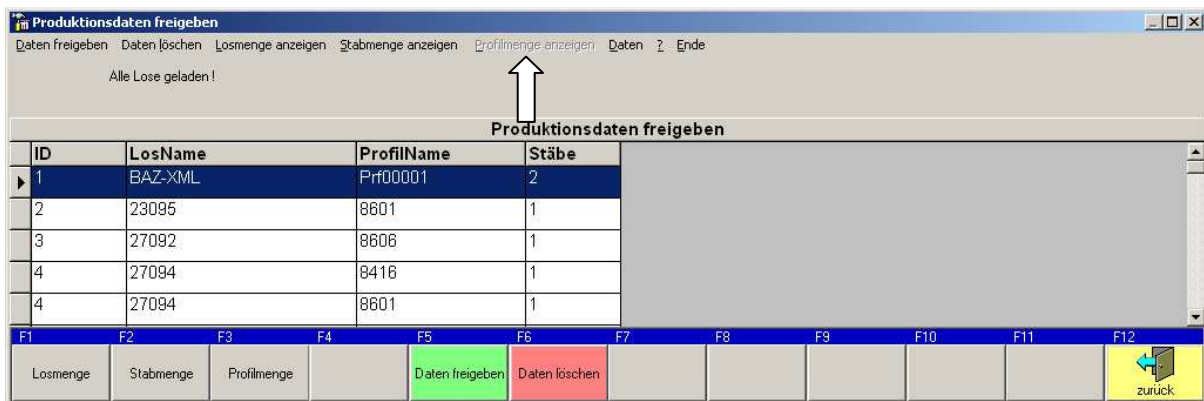 Produktionsdaten freigeben
Daten freigeben Daten löschen Losmenge anzeigen Stabmenge anzeigen Profilmenge anzeigen Daten ? Ende
Alle Lose geladen !
Produktionsdaten freigeben
ID LosName ProfilName Stäbe
1 BAZ-XML Prf00001 2
2 23095 8601 1
3 27092 8606 1
4 27094 8416 1
4 27094 8601 1
F1 F2 F3 F4 F5 F6 F7 F8 F9 F10 F11 F12
Losmenge Stabmenge Profilmenge Daten freigeben Daten löschen zurück